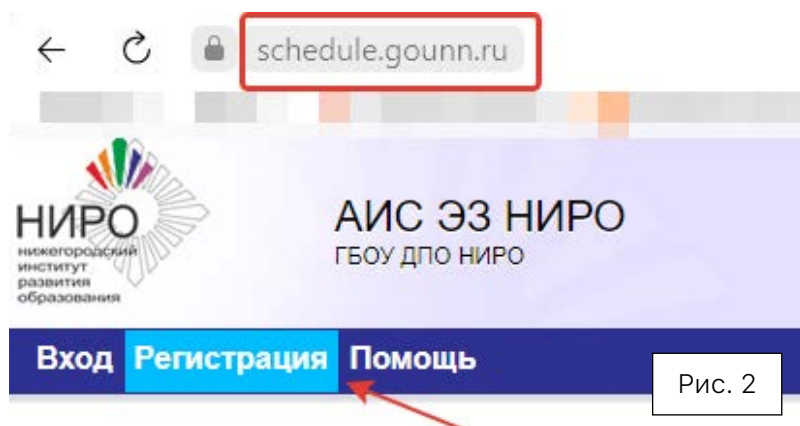 schedule.gounn.ru
НИРО
нижегородский
институт
развития
образования
АИС ЭЗ НИРО
ГБОУ ДПО НИРО
Вход Регистрация Помощь
Рис. 2